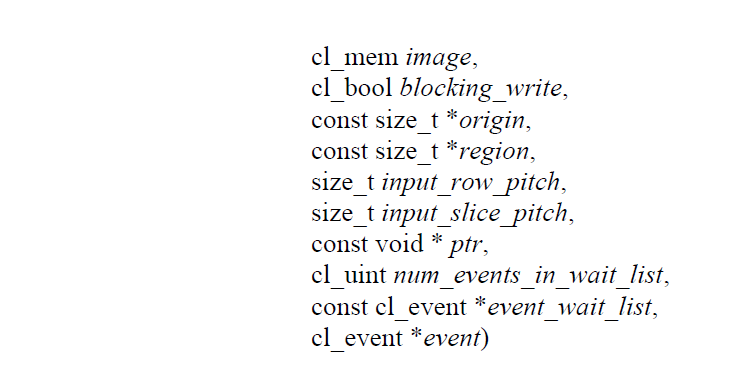 cl_mem image,
cl_bool blocking_write,
const size_t *origin,
const size_t *region,
size_t input_row_pitch,
size_t input_slice_pitch,
const void * ptr,
cl_uint num_events_in_wait_list,
const cl_event *event_wait_list,
cl_event *event)